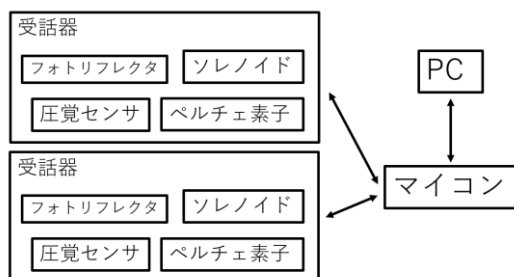 受話器
フォトリフレクタ
ソレノイド
圧覚センサ
ペルチェ素子
受話器
フォトリフレクタ
ソレノイド
圧覚センサ
ペルチェ素子
PC
マイコン